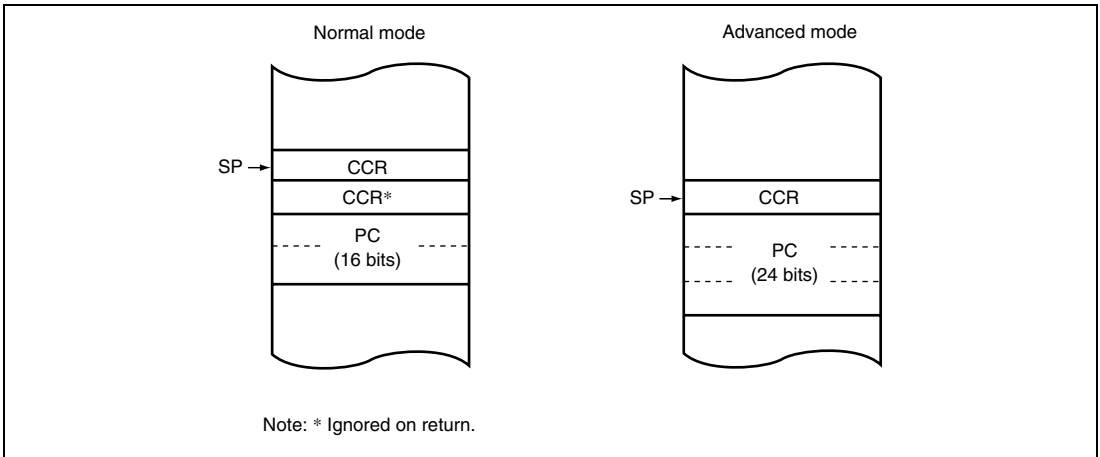 Normal mode
SP
CCR
CCR*
PC
(16 bits)
Advanced mode
SP
CCR
PC
(24 bits)
Note: * Ignored on return.